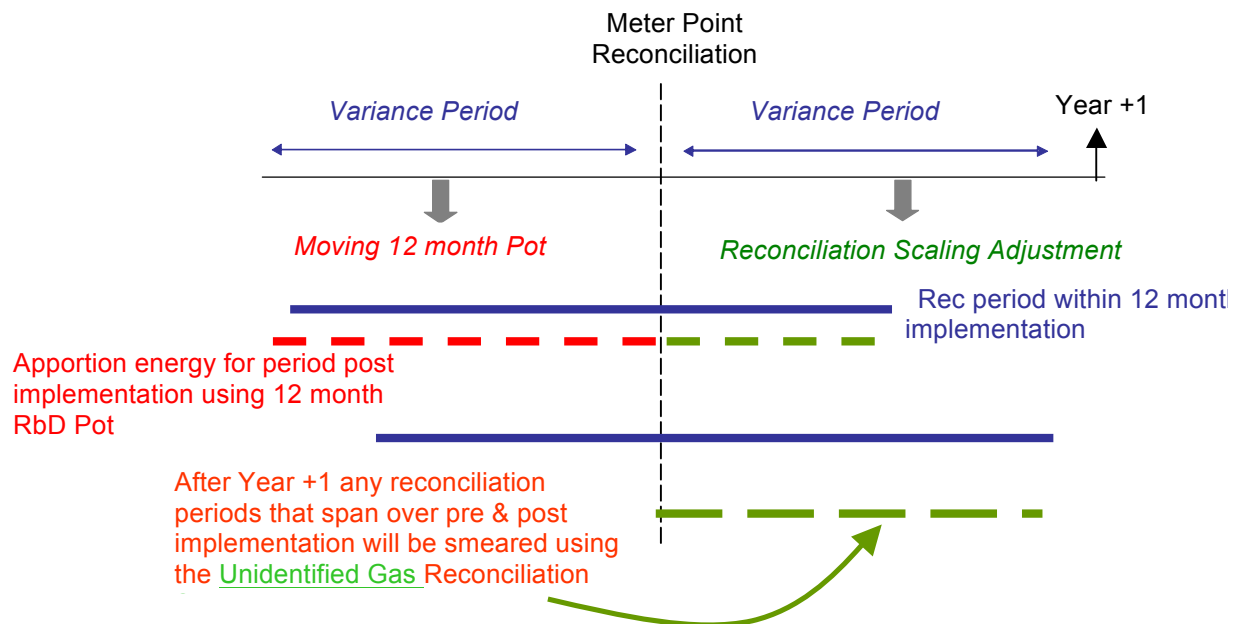 Meter Point
Reconciliation
Variance Period
Variance Period
Year +1
Moving 12 month Pot
Reconciliation Scaling Adjustment
Rec period within 12
implementation
Apportion energy for period post
implementation using 12 month
RbD Pot
After Year +1 any reconciliation
periods that span over pre & post
implementation will be smeared using
the Unidentified Gas Reconciliation